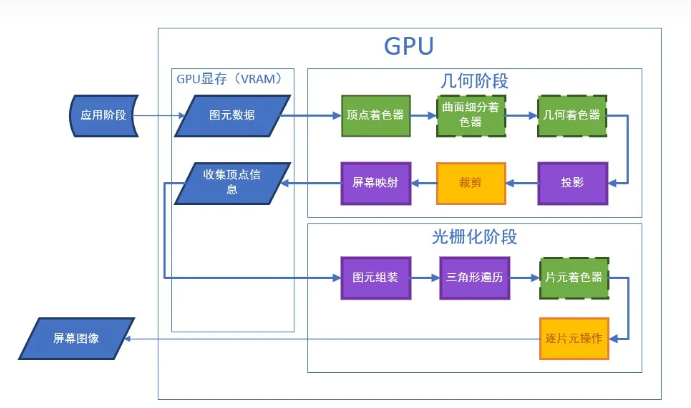 GPU
GPU显存（VRAM）
几何阶段
应用阶段
图元数据
顶点着色器
曲面细分着
色器
几何着色器
收集顶点信
息
屏幕映射
裁剪
投影
光栅化阶段
图元组装
三角形遍历
片元着色器
屏幕图像
逐片元操作